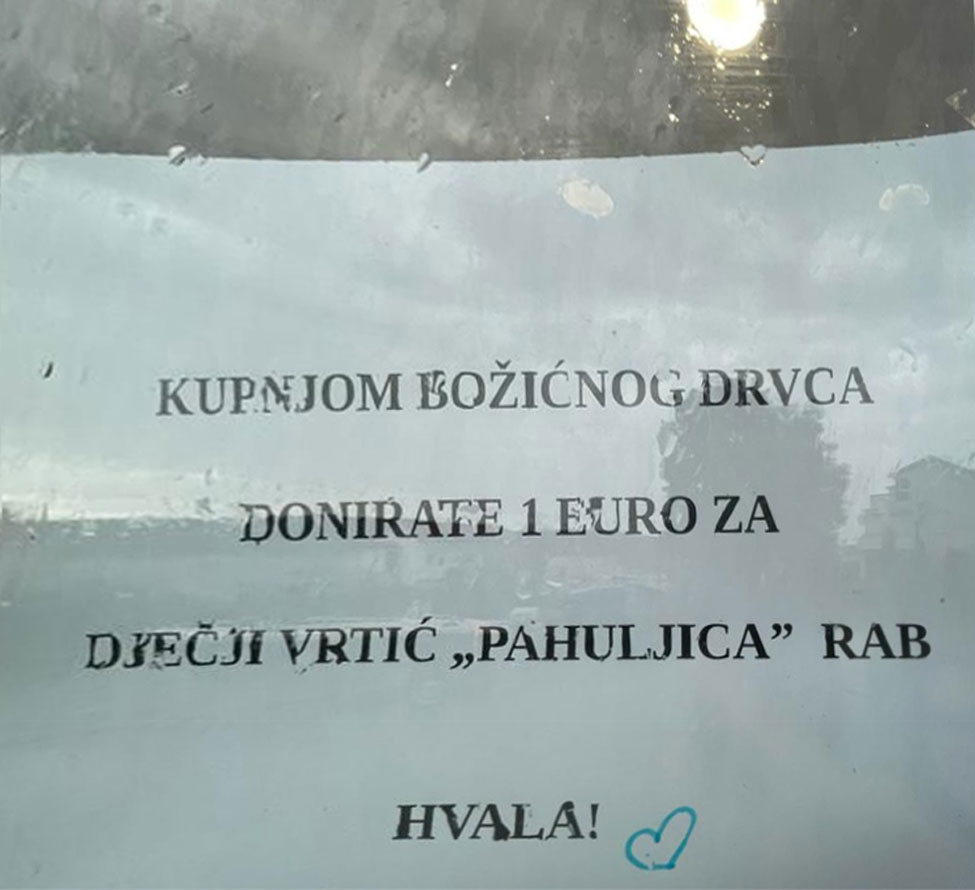 KUPNJOM BOŽIĆNOG DRVCA
DONIRATE 1 EURO ZA
DJEČJI VRTIĆ „PAHULJICA” RAB
HVALA!